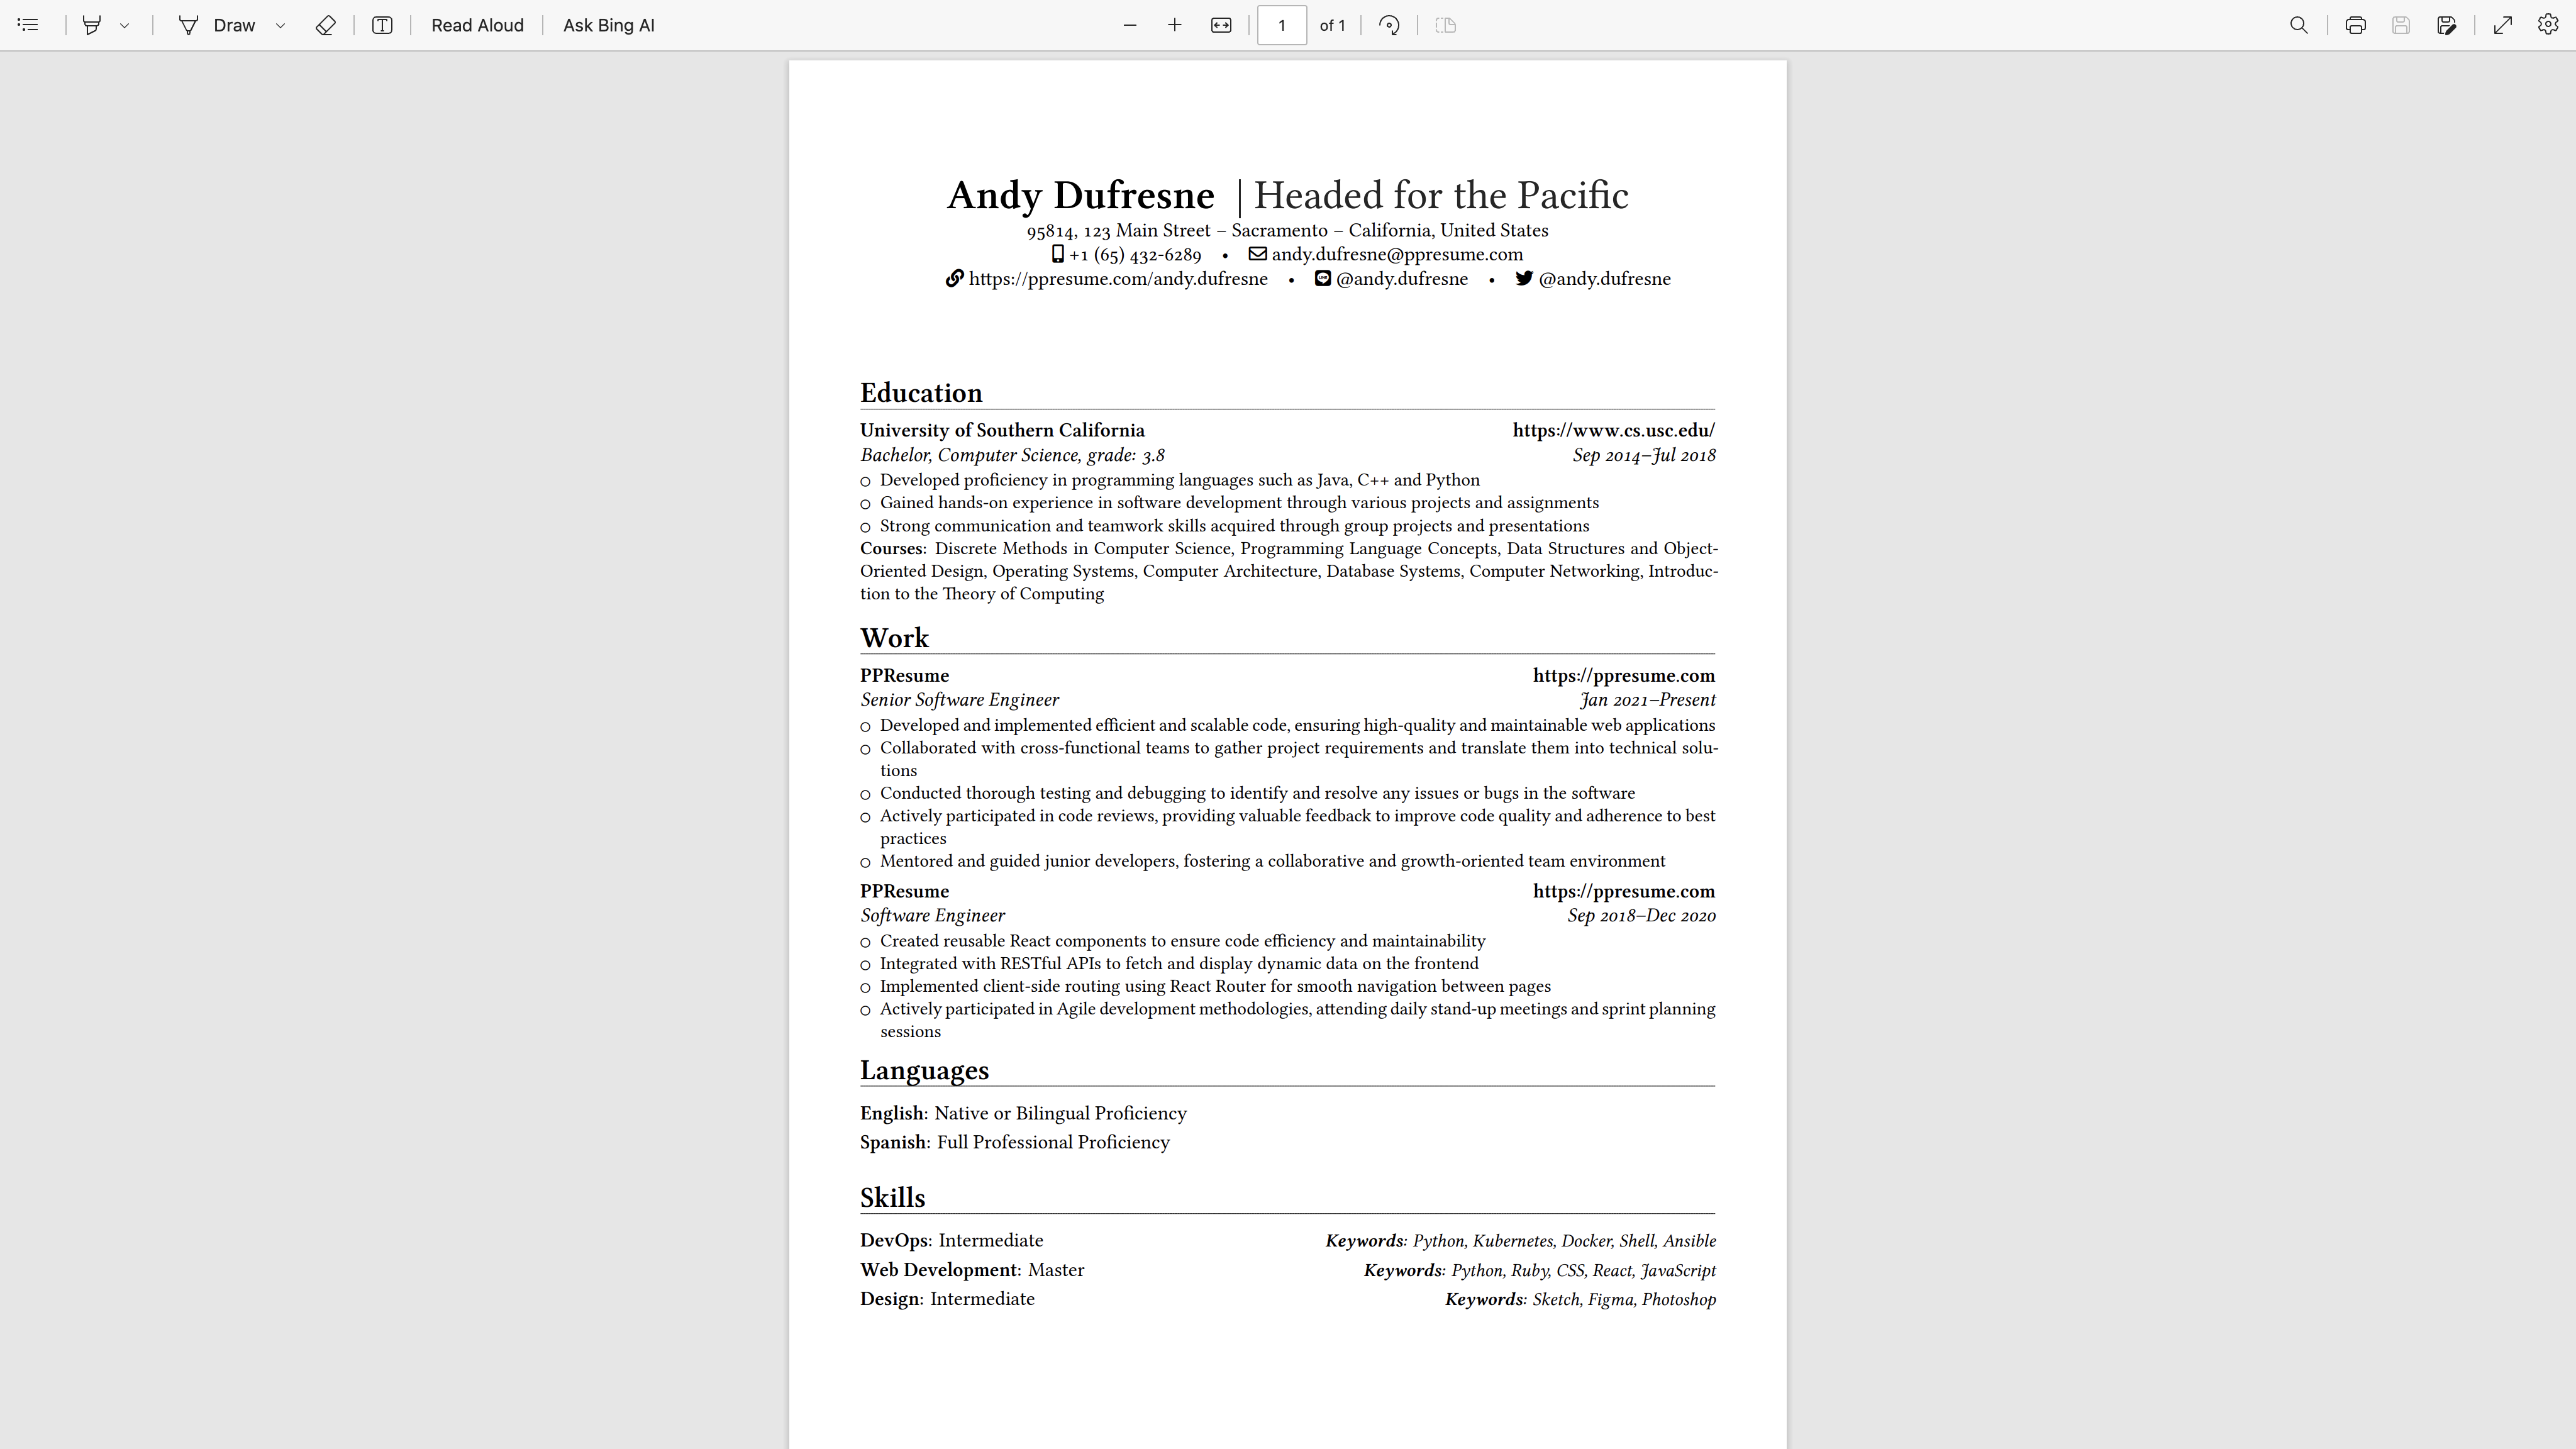 Draw Read Aloud Ask Bing AI 1 of 1
Andy Dufresne | Headed for the Pacific
95814, 123 Main Street – Sacramento – California, United States
+1 (65) 432-6289 • andy.dufresne@ppresume.com
https://ppresume.com/andy.dufresne • @andy.dufresne • @andy.dufresne
Education
University of Southern California https://www.cs.usc.edu/
Bachelor, Computer Science, grade: 3.8 Sep 2014–Jul 2018
○ Developed proficiency in programming languages such as Java, C++ and Python
○ Gained hands-on experience in software development through various projects and assignments
○ Strong communication and teamwork skills acquired through group projects and presentations
Courses: Discrete Methods in Computer Science, Programming Language Concepts, Data Structures and Object-
Oriented Design, Operating Systems, Computer Architecture, Database Systems, Computer Networking, Introduc-
tion to the Theory of Computing
Work
PPResume https://ppresume.com
Senior Software Engineer Jan 2021–Present
○ Developed and implemented efficient and scalable code, ensuring high-quality and maintainable web applications
○ Collaborated with cross-functional teams to gather project requirements and translate them into technical solu-
tions
○ Conducted thorough testing and debugging to identify and resolve any issues or bugs in the software
○ Actively participated in code reviews, providing valuable feedback to improve code quality and adherence to best
practices
○ Mentored and guided junior developers, fostering a collaborative and growth-oriented team environment
PPResume https://ppresume.com
Software Engineer Sep 2018–Dec 2020
○ Created reusable React components to ensure code efficiency and maintainability
○ Integrated with RESTful APIs to fetch and display dynamic data on the frontend
○ Implemented client-side routing using React Router for smooth navigation between pages
○ Actively participated in Agile development methodologies, attending daily stand-up meetings and sprint planning
sessions
Languages
English: Native or Bilingual Proficiency
Spanish: Full Professional Proficiency
Skills
DevOps: Intermediate Keywords: Python, Kubernetes, Docker, Shell, Ansible
Web Development: Master Keywords: Python, Ruby, CSS, React, JavaScript
Design: Intermediate Keywords: Sketch, Figma, Photoshop